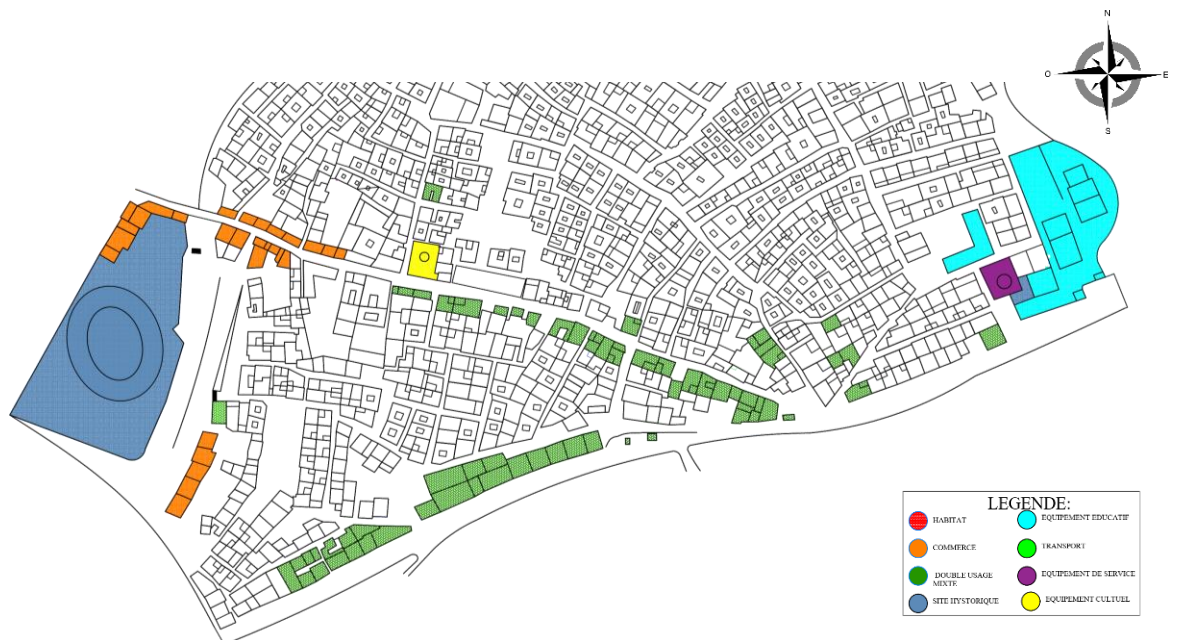 N
O
E
S
LEGENDE:
HABITAT
EQUIPEMENT EDUCATIF
COMMERCE
TRANSPORT
DOUBLE USAGE
MIXTE
EQUIPEMENT DE SERVICE
SITE HYSTORIQUE
EQUIPEMENT CULTUEL